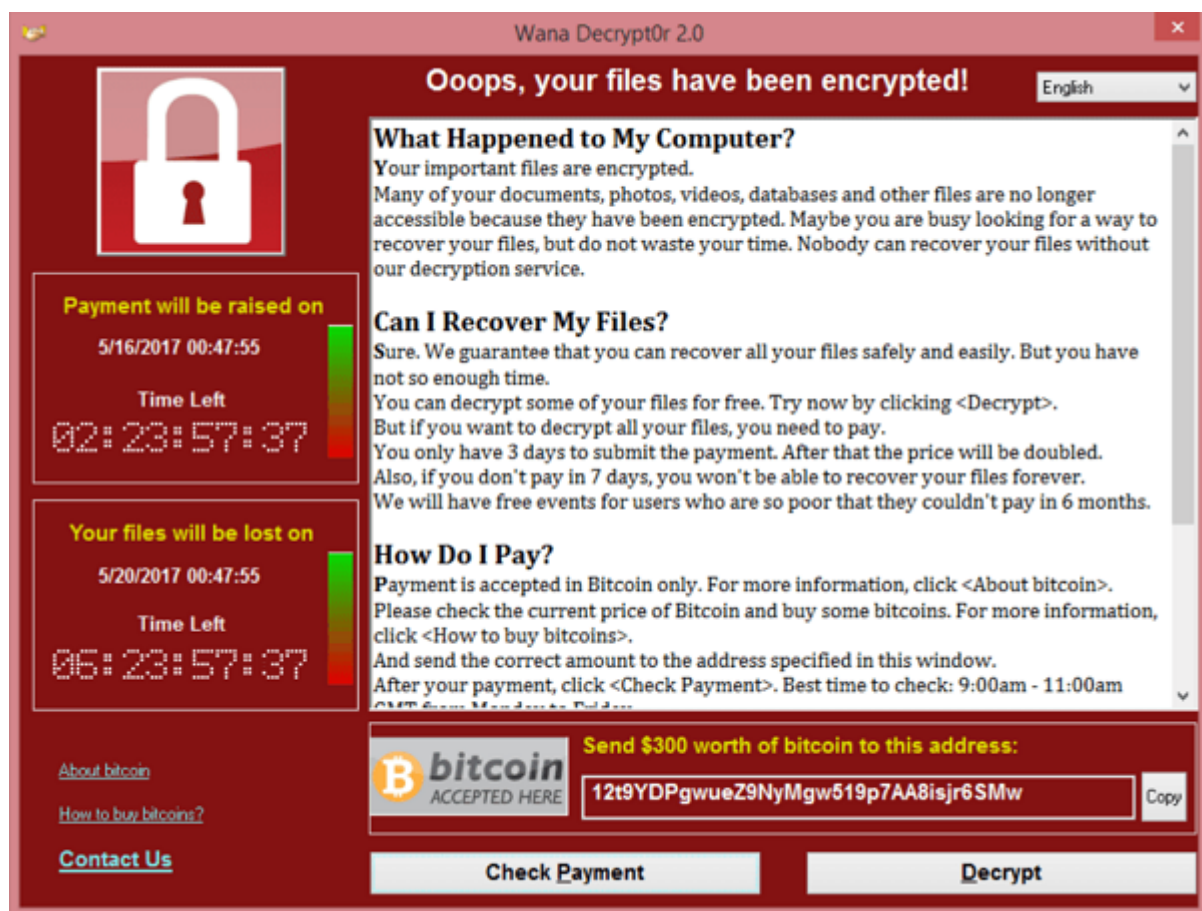 Wana Decrypt0r 2.0
Ooops, your files have been encrypted!
English
Payment will be raised on
5/16/2017 00:47:55
Time Left
02:23:57:37
Your files will be lost on
5/20/2017 00:47:55
Time Left
06:23:57:37
About bitcoin
How to buy bitcoins?
Contact Us
What Happened to My Computer?
Your important files are encrypted.
Many of your documents, photos, videos, databases and other files are no longer
accessible because they have been encrypted. Maybe you are busy looking for a way to
recover your files, but do not waste your time. Nobody can recover your files without
our decryption service.
Can I Recover My Files?
Sure. We guarantee that you can recover all your files safely and easily. But you have
not so enough time.
You can decrypt some of your files for free. Try now by clicking <Decrypt>.
But if you want to decrypt all your files, you need to pay.
You only have 3 days to submit the payment. After that the price will be doubled.
Also, if you don't pay in 7 days, you won't be able to recover your files forever.
We will have free events for users who are so poor that they couldn't pay in 6 months.
How Do I Pay?
Payment is accepted in Bitcoin only. For more information, click <About bitcoin>.
Please check the current price of Bitcoin and buy some bitcoins. For more information,
click <How to buy bitcoins>.
And send the correct amount to the address specified in this window.
After your payment, click <Check Payment>. Best time to check: 9:00am - 11:00am
GMT from Monday to Friday
bitcoin
ACCEPTED HERE
Send $300 worth of bitcoin to this address:
12t9YDPgwueZ9NyMgw519p7AA8isjr6SMw
Copy
Check Payment
Decrypt